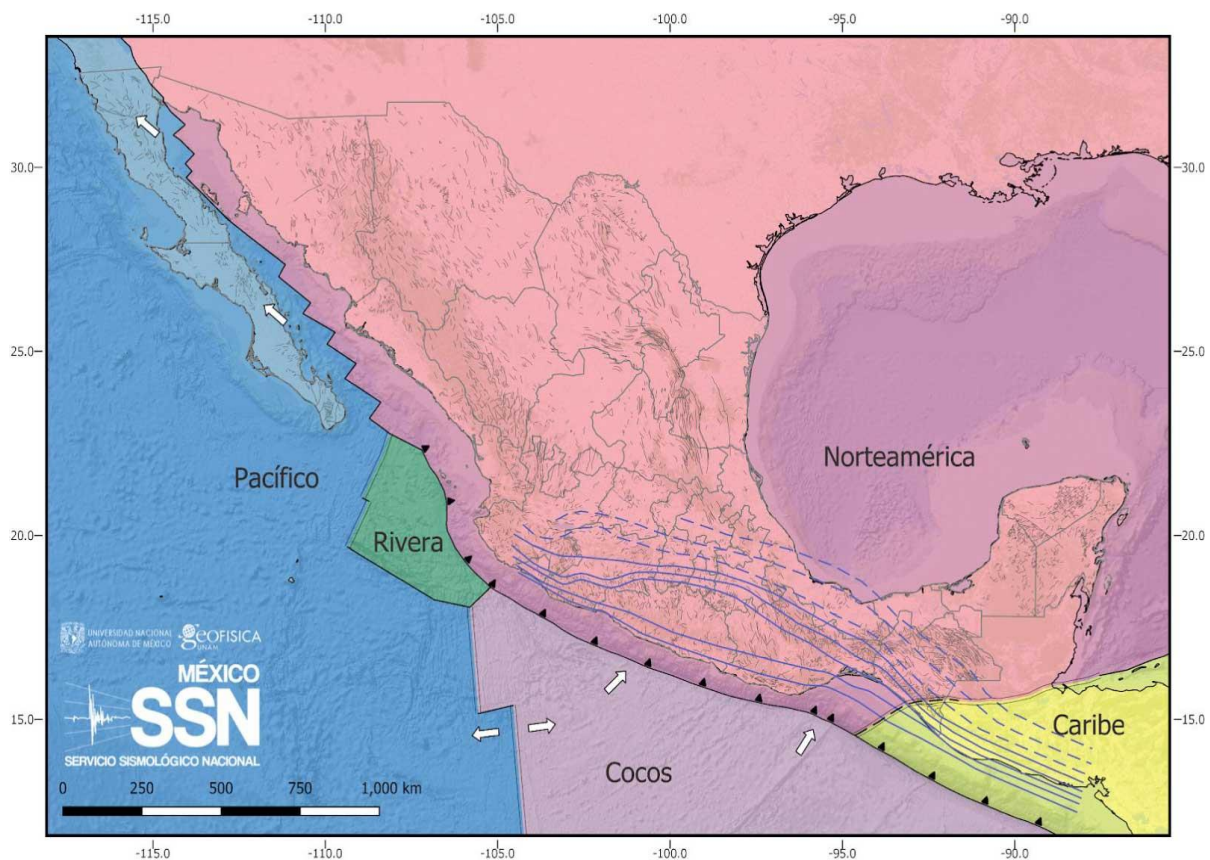 -115.0 -110.0 -105.0 -100.0 -95.0 -90.0
30.0 30.0
25.0 25.0
Norteamérica
Pacífico
20.0 20.0
Rivera
UNIVERSIDAD NACIONAL
AUTÓNOMA DE MÉXICO
geOFISICA
UNAM
MÉXICO
SSN
SERVICIO SISMOLÓGICO NACIONAL
15.0 15.0
Caribe
Cocos
0 250 500 750 1,000 km
-115.0 -110.0 -105.0 -100.0 -95.0 -90.0